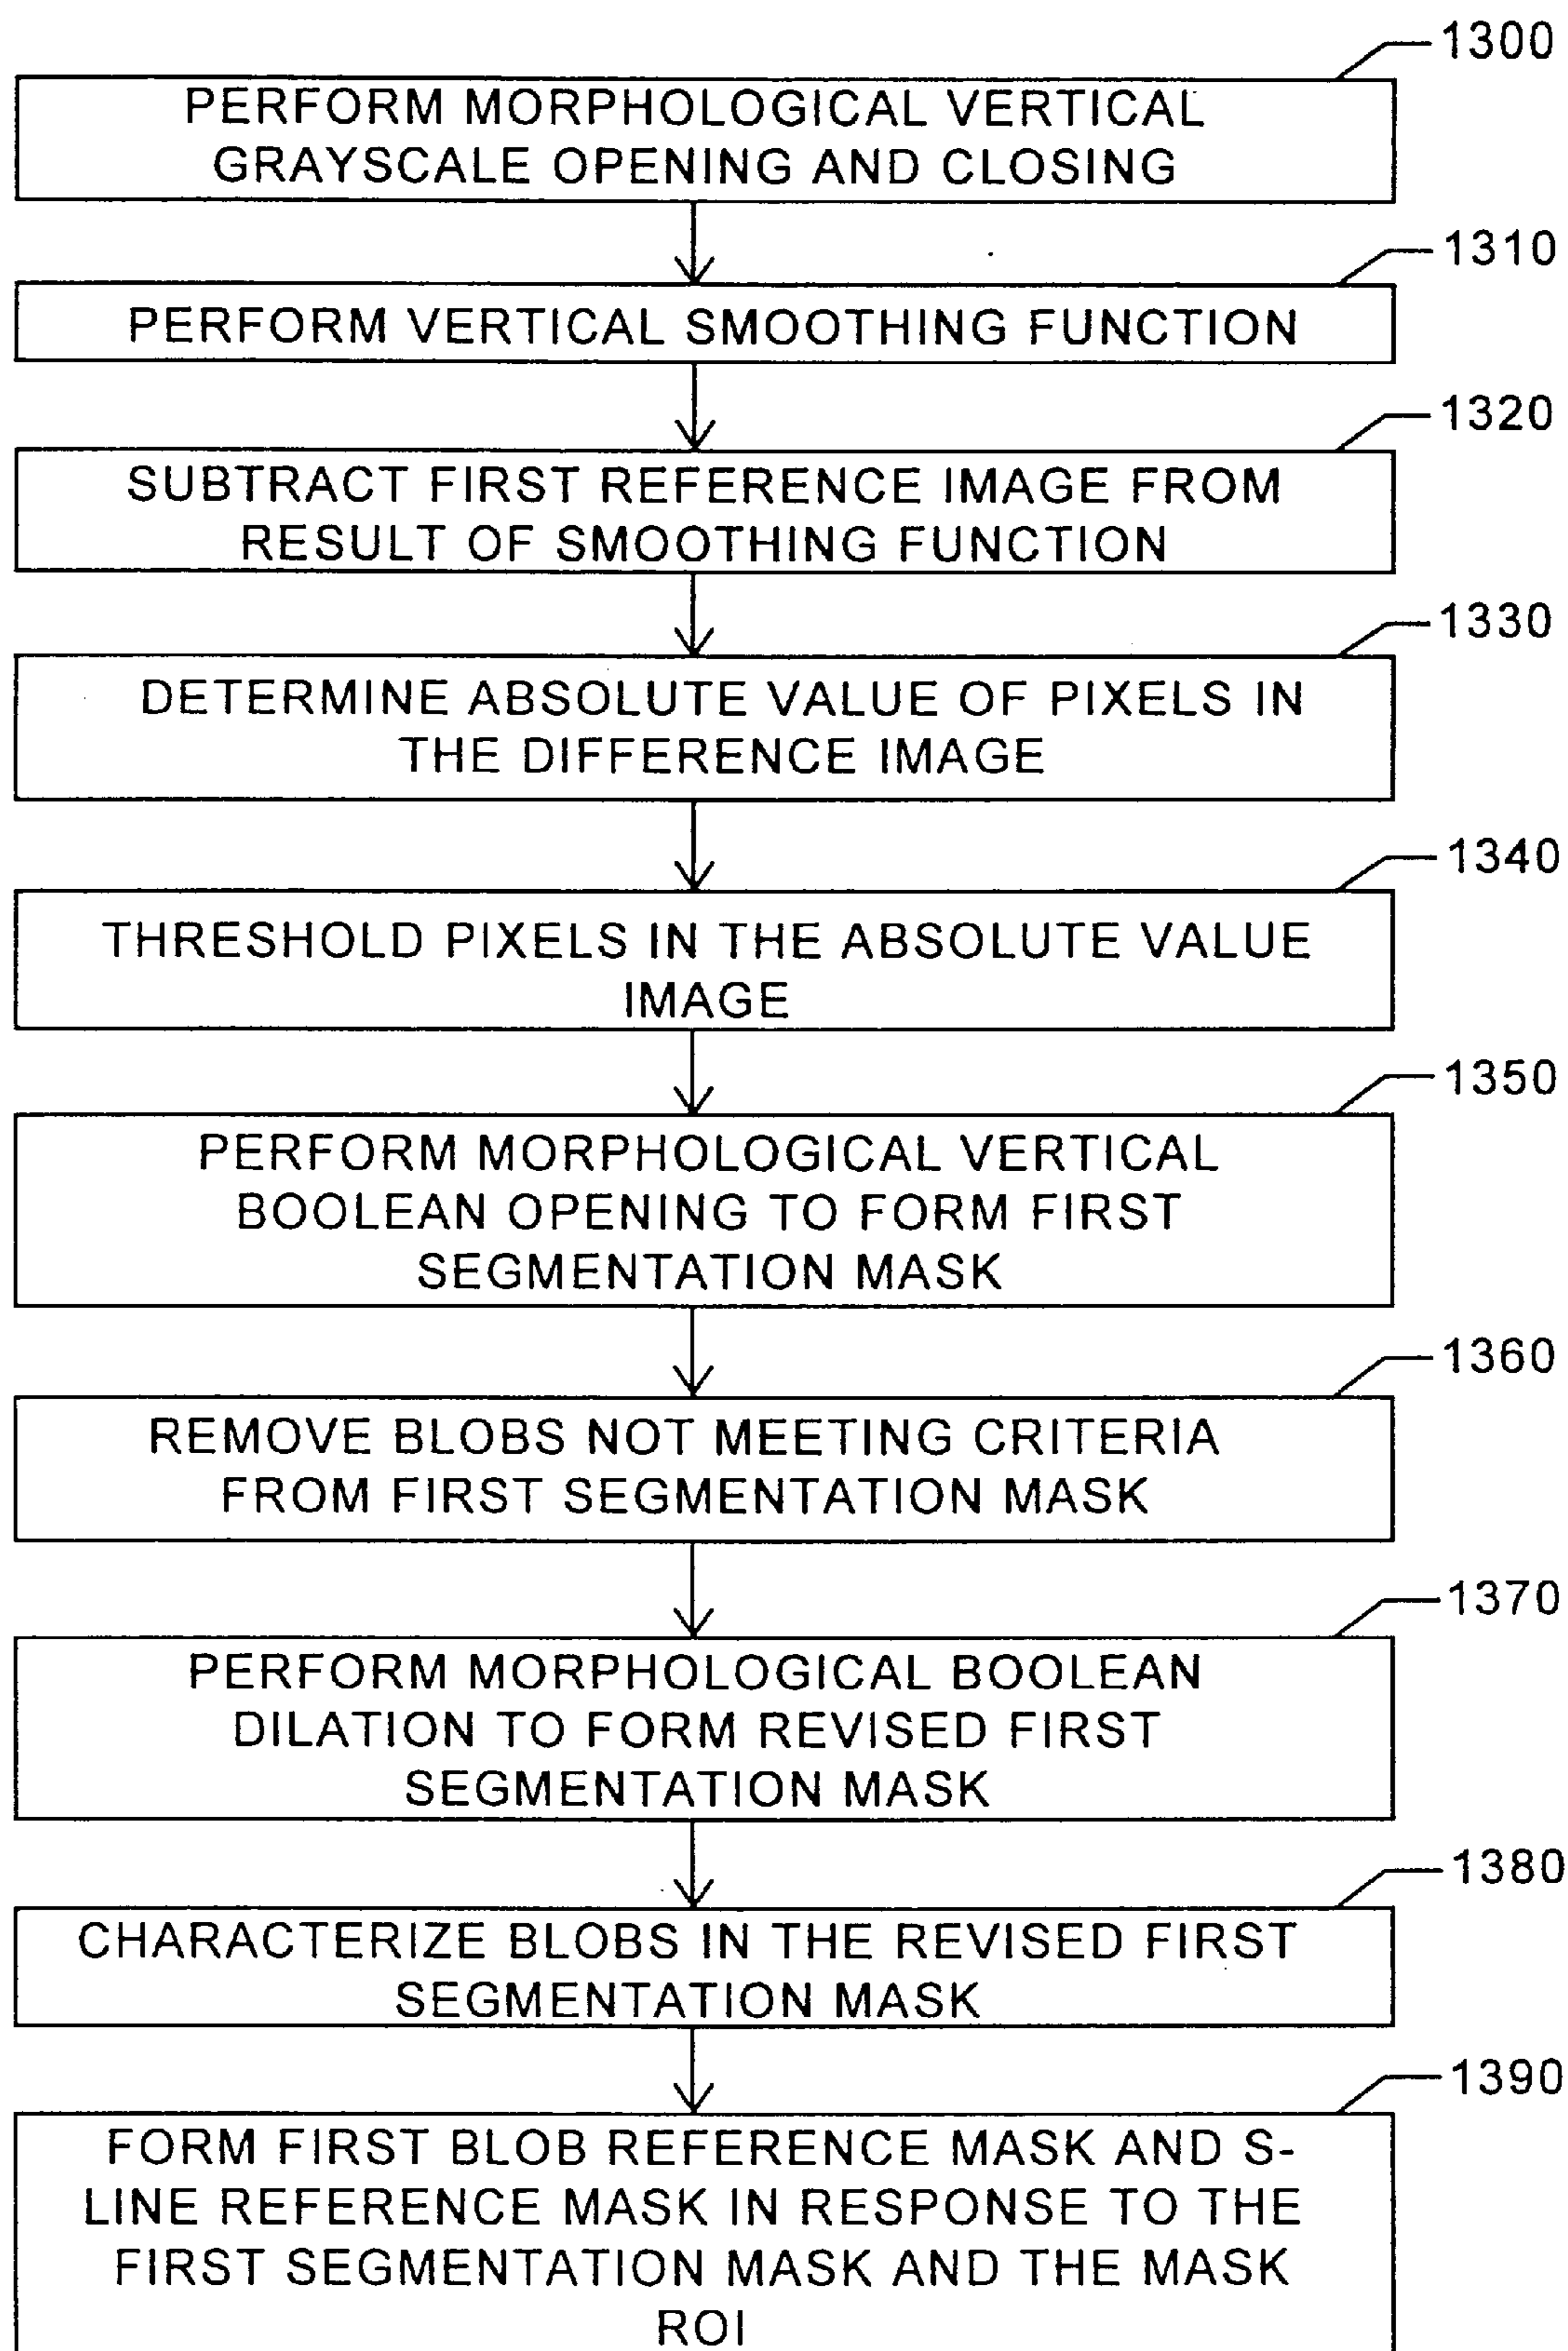 1300
PERFORM MORPHOLOGICAL VERTICAL
GRAYSCALE OPENING AND CLOSING
1310
PERFORM VERTICAL SMOOTHING FUNCTION
1320
SUBTRACT FIRST REFERENCE IMAGE FROM
RESULT OF SMOOTHING FUNCTION
1330
DETERMINE ABSOLUTE VALUE OF PIXELS IN
THE DIFFERENCE IMAGE
1340
THRESHOLD PIXELS IN THE ABSOLUTE VALUE
IMAGE
1350
PERFORM MORPHOLOGICAL VERTICAL
BOOLEAN OPENING TO FORM FIRST
SEGMENTATION MASK
1360
REMOVE BLOBS NOT MEETING CRITERIA
FROM FIRST SEGMENTATION MASK
1370
PERFORM MORPHOLOGICAL BOOLEAN
DILATION TO FORM REVISED FIRST
SEGMENTATION MASK
1380
CHARACTERIZE BLOBS IN THE REVISED FIRST
SEGMENTATION MASK
1390
FORM FIRST BLOB REFERENCE MASK AND S-
LINE REFERENCE MASK IN RESPONSE TO THE
FIRST SEGMENTATION MASK AND THE MASK
ROI